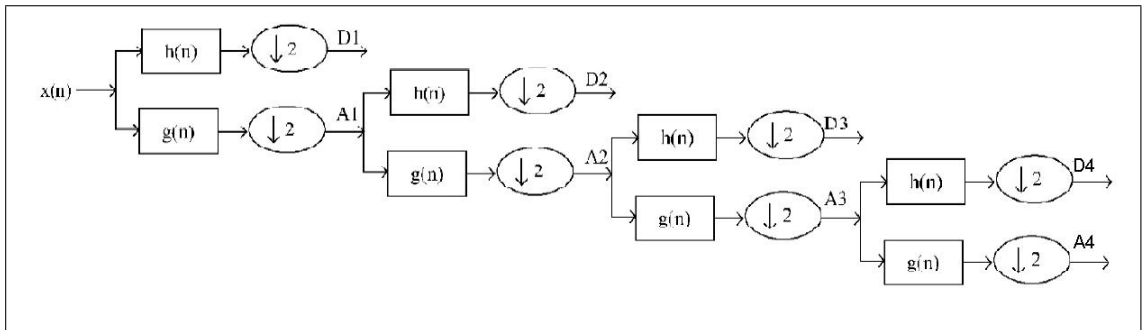 x(n)
h(n)
↓ 2
D1
g(n)
↓ 2
A1
h(n)
↓ 2
D2
g(n)
↓ 2
A2
h(n)
↓ 2
D3
g(n)
↓ 2
A3
h(n)
↓ 2
D4
g(n)
↓ 2
A4